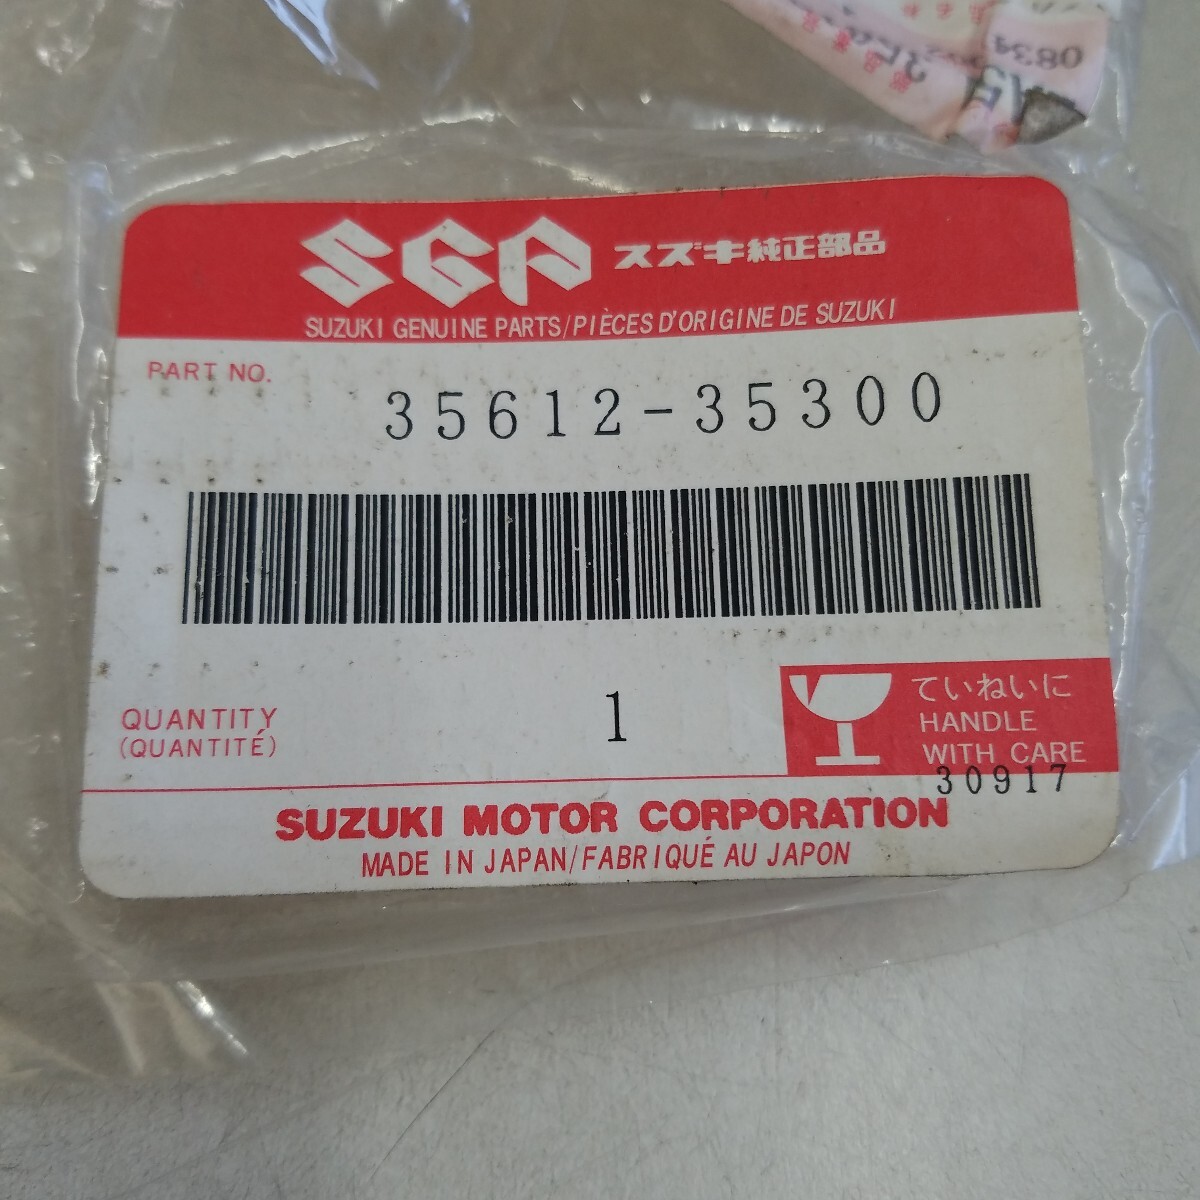 0834
SGP スズキ純正部品
SUZUKI GENUINE PARTS/PIÈCES D'ORIGINE DE SUZUKI
PART NO.
35612-35300
QUANTITY
(QUANTITÉ)
1
ていねいに
HANDLE
WITH CARE
30917
SUZUKI MOTOR CORPORATION
MADE IN JAPAN/FABRIQUÉ AU JAPON